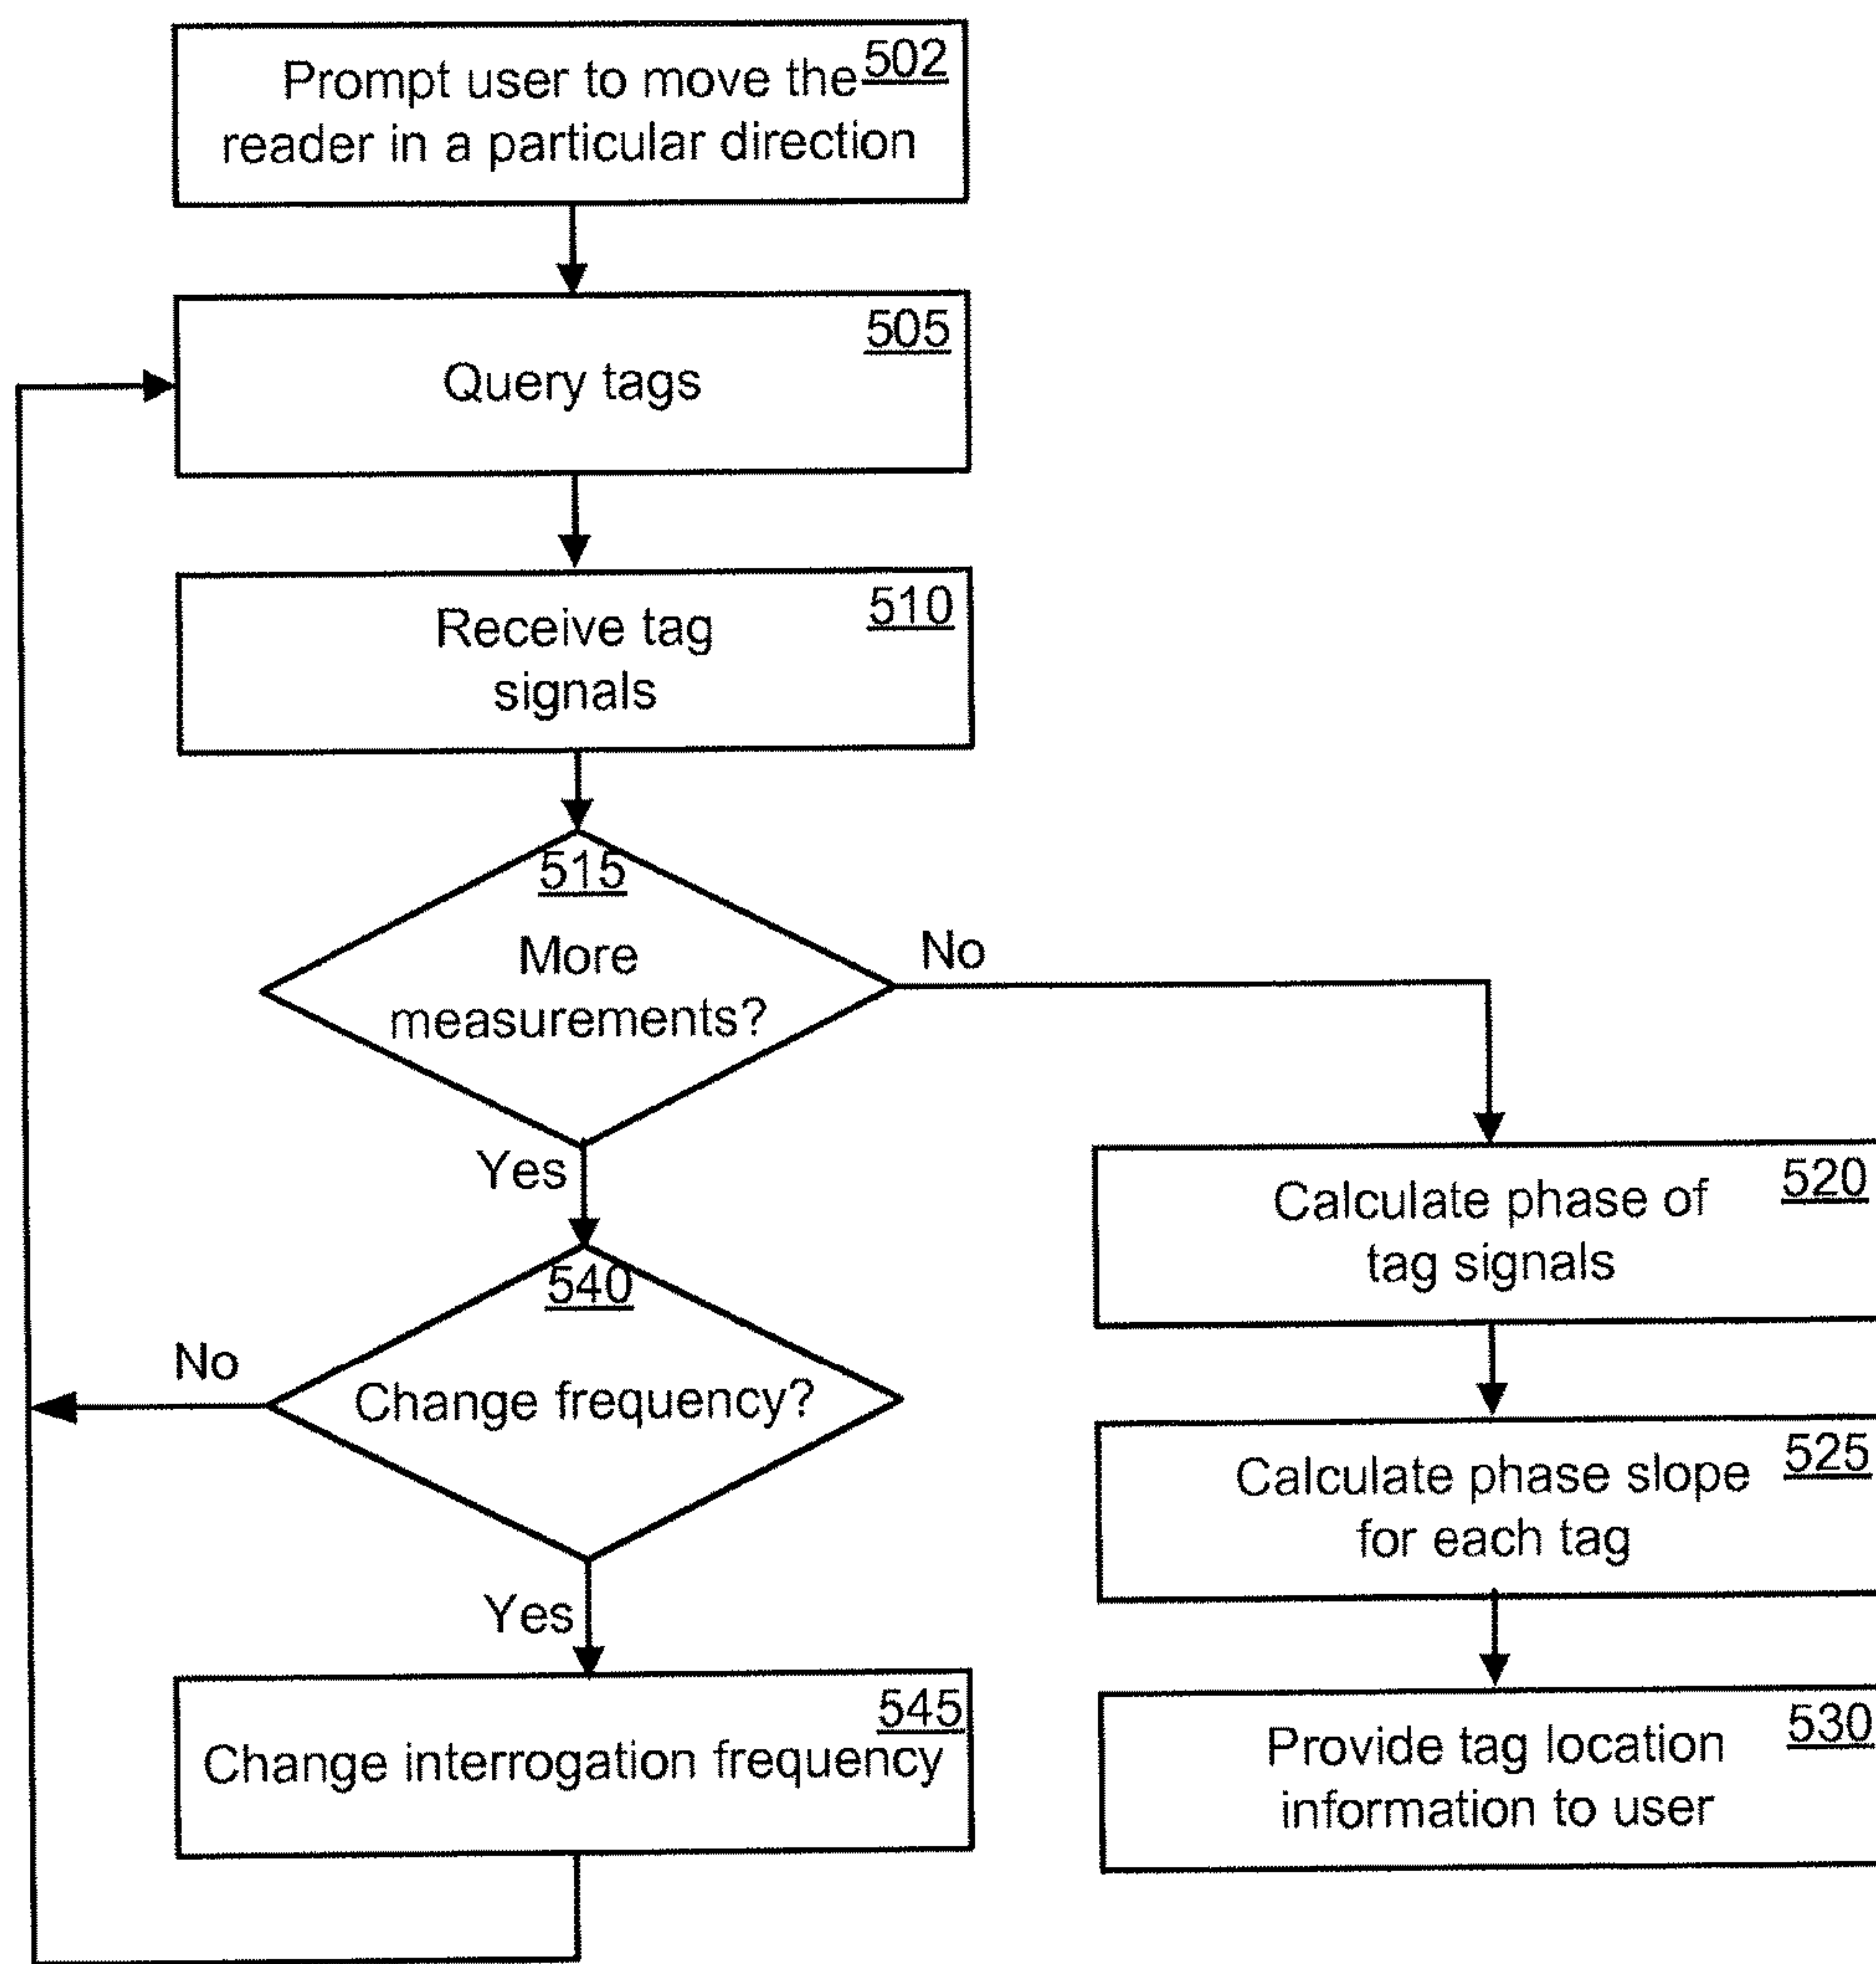 502
Prompt user to move the
reader in a particular direction
505
Query tags
510
Receive tag
signals
515
More
measurements?
No
Yes
540
Change frequency?
No
Yes
545
Change interrogation frequency
520
Calculate phase of
tag signals
525
Calculate phase slope
for each tag
530
Provide tag location
information to user